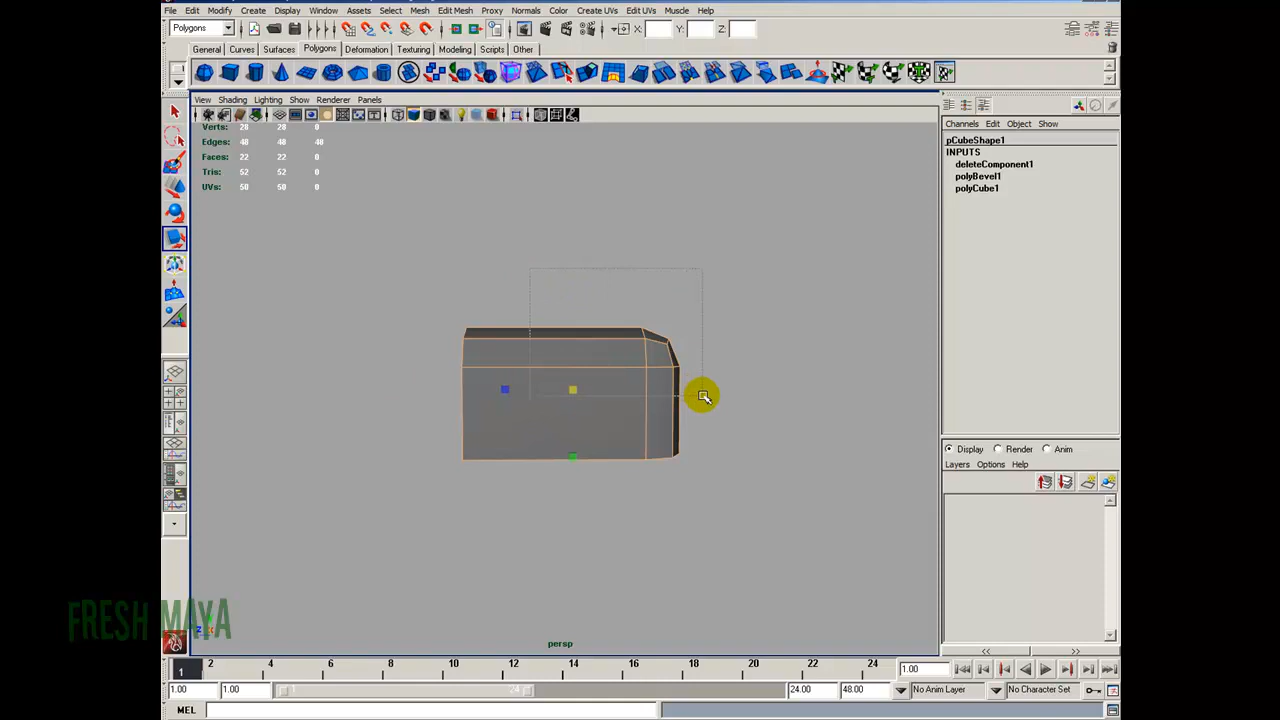 File Edit Modify Create Display Window Assets Select Mesh Edit Mesh Proxy Normals Color Create UVs Edit UVs Muscle Help
Polygons X: Y: Z:
General Curves Surfaces Polygons Deformation Texturing Modeling Scripts Other
View Shading Lighting Show Renderer Panels
Channels Edit Object Show
Verts: 28 28 0
Edges: 48 48 48
Faces: 22 22 0
Tris: 52 52 0
UVs: 50 50 0
pCubeShape1
INPUTS
deleteComponent1
polyBevel1
polyCube1
Display Render Anim
Layers Options Help
FRESH MAYA
persp
1 2 4 6 8 10 12 14 16 18 20 22 24 1.00
1.00 1.00 24 24.00 48.00 No Anim Layer No Character Set
MEL